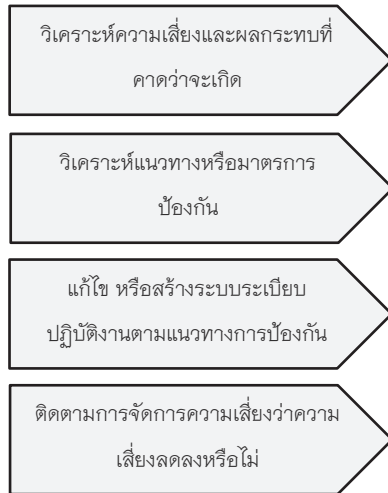 วิเคราะห์ความเสี่ยงและผลกระทบที่
คาดว่าจะเกิด
วิเคราะห์แนวทางหรือมาตรการ
ป้องกัน
แก้ไข หรือสร้างระบบระเบียบ
ปฏิบัติงานตามแนวทางการป้องกัน
ติดตามการจัดการความเสี่ยงว่าความ
เสี่ยงลดลงหรือไม่